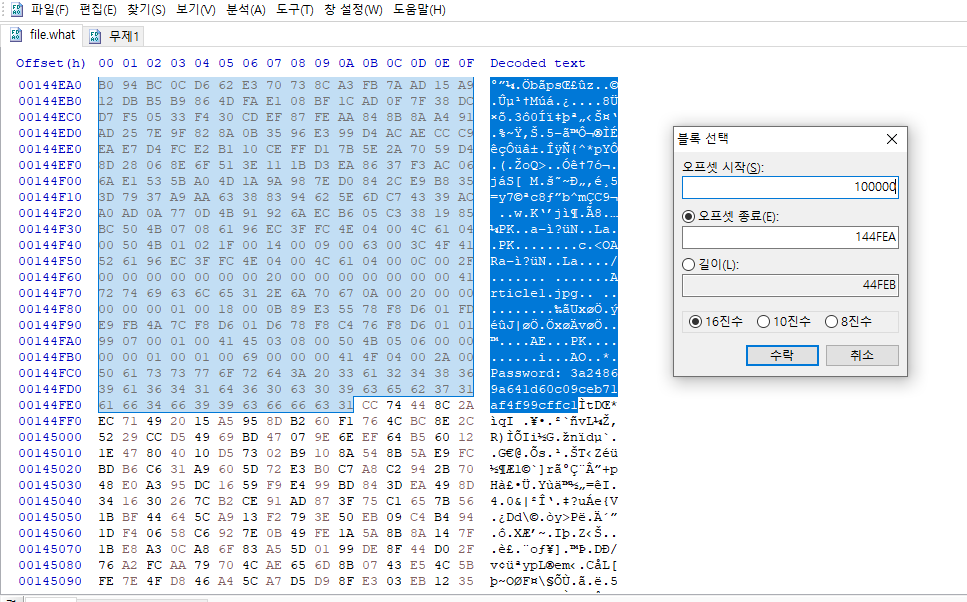 파일(F) 편집(E) 찾기(S) 보기(V) 분석(A) 도구(T) 창 설정(W) 도움말(H)
file.what 무제1
Offset(h) 00 01 02 03 04 05 06 07 08 09 0A 0B 0C 0D 0E 0F Decoded text
00144EA0 B0 94 BC 0C D6 62 E3 70 73 8C A3 FB 7A AD 15 A9 °”¼.ÖbãpsŒ£ûz..©
00144EB0 12 DB B5 B9 86 4D FA E1 08 BF 1C AD 0F 7F 38 DC .Ûµ¹†Múá.¿....8Ü
00144EC0 D7 F5 05 33 F4 30 CD EF 87 FE AA 84 8B 8A A4 91 ×õ.3ô0Íï‡þª„‹Š¤‘
00144ED0 AD 25 7E 9F 82 8A 0B 35 96 E3 99 D4 AC AE CC C9 .%~Ÿ‚Š.5–ã™Ô¬®ÌÉ
00144EE0 EA E7 D4 FC E2 B1 10 CE FF D1 7B 5E 2A 70 59 D4 êçÔüâ±.ÎÿÑ{^*pYÔ
00144EF0 8D 28 06 8E 6F 51 3E 11 1B D3 EA 86 37 F3 AC 06 .(.ŽoQ>..Óê†7ó¬.
00144F00 6A E1 53 5B A0 4D 1A 9A 98 7E D0 84 2C E9 B8 35 jáS[ M.š˜~Ð„,é¸5
00144F10 3D 79 37 A9 AA 63 38 83 94 62 5E 6D C7 43 39 AC =y7©ªc8ƒ”b^mÇC9¬
00144F20 A0 AD 0A 77 0D 4B 91 92 6A EC B6 05 C3 38 19 85 ..w.K‘’jì¶.Ã8.…
00144F30 BC 50 4B 07 08 61 96 EC 3F FC 4E 04 00 4C 61 04 ¼PK..a–ì?üN..La.
00144F40 00 50 4B 01 02 1F 00 14 00 09 00 63 00 3C 4F 41 .PK........c.<OA
00144F50 52 61 96 EC 3F FC 4E 04 00 4C 61 04 00 0C 00 2F Ra–ì?üN..La..../
00144F60 00 00 00 00 00 00 00 20 00 00 00 00 00 00 00 41 ....... .......A
00144F70 72 74 69 63 6C 65 31 2E 6A 70 67 0A 00 20 00 00 rticle1.jpg.. ..
00144F80 00 00 00 01 00 18 00 00 B9 E3 55 78 F8 D6 01 FD
00144F90 E9 FB 4A 7C F8 D6 01 D6 78 F8 C4 76 F8 D6 01 01 éûJ|øÖ.ÖxøÄvøÖ..
00144FA0 99 07 00 01 00 41 45 03 08 00 50 4B 05 06 00 00 ™....AE...PK....
00144FB0 00 00 01 00 01 00 69 00 00 00 41 4F 04 00 2A 00 ......i...AO..*.
00144FC0 50 61 73 73 77 6F 72 64 3A 20 33 61 32 34 38 36 Password: 3a2486
00144FD0 39 61 36 34 31 64 36 30 63 30 39 63 65 62 37 31 9a641d60c09ceb71
00144FE0 61 66 34 66 39 39 63 66 66 63 31 CC 74 44 8C 2A af4f99cffc1ÌtDŒ*
00144FF0 EC 71 49 20 15 A5 95 8D B2 60 F1 76 4C BC 8E 2C ìqI .¥•.²`ñvL¼Ž,
00145000 52 29 CC D5 49 69 BD 47 07 9E 6E EF 64 B5 60 12 R)ÌÕIi½G.žnïdµ`.
00145010 1E 47 80 40 10 D5 73 02 B9 10 8A 54 8B 5A E9 FC .G€@.Õs.¹.ŠT‹Zéü
00145020 BD B6 C6 31 A9 60 5D 72 E3 B0 C7 A8 C2 94 2B 70 ½¶Æ1©`]rã°Ç¨Â”+p
00145030 48 E0 A3 95 DC 16 59 F9 E4 99 BD 84 3D EA 49 8D Hà£•Ü.Yùä™½„=êI.
00145040 34 16 30 26 7C B2 CE 91 AD 87 3F 75 C1 65 7B 56 4.0&|²Î‘.‡?uÁe{V
00145050 1B BF 44 64 5C A9 13 F2 79 3E 50 EB 09 C4 B4 94 .¿Dd\©.òy>Pë.Ä´”
00145060 1D F4 06 58 C6 92 7E 0B 49 FE 1A 5A 8B 8A 14 7F .ô.XÆ’~.Iþ.Z‹Š..
00145070 1B E8 A3 0C A8 6F 83 A5 5D 01 99 DE 8F 44 D0 2F .è£.¨oƒ¥].™Þ.DÐ/
00145080 76 A2 FC AA 79 70 4C AE 65 6D 8B 07 43 E5 4C 5B v¢üªypL®em‹.CåL[
00145090 FE 7E 4F D8 46 A4 5C A7 D5 D9 8F E3 03 EB 12 35 þ~OØF¤\§ÕÙ.ã.ë.5
블록 선택
오프셋 시작(S):
100000
오프셋 종료(E):
144FEA
길이(L):
44FEB
16진수 10진수 8진수
수락 취소